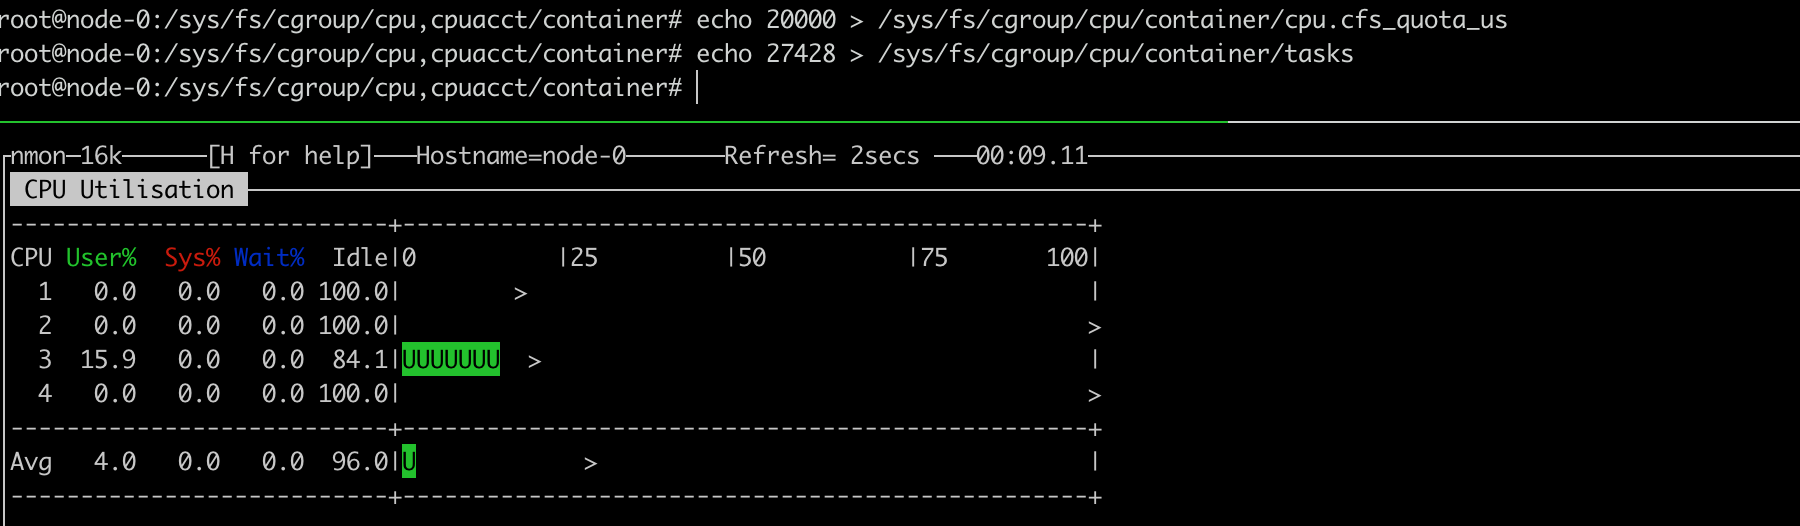 root@node-0:/sys/fs/cgroup/cpu,cpuacct/container# echo 20000 > /sys/fs/cgroup/cpu/container/cpu.cfs_quota_us
root@node-0:/sys/fs/cgroup/cpu,cpuacct/container# echo 27428 > /sys/fs/cgroup/cpu/container/tasks
root@node-0:/sys/fs/cgroup/cpu,cpuacct/container#
nmon─16k──────[H for help]───Hostname=node-0───────Refresh= 2secs ───00:09.11─
CPU Utilisation
---------------------------+-------------------------------------------------+
CPU User%  Sys% Wait%  Idle|0          |25         |50          |75       100|
  1   0.0   0.0   0.0 100.0|        >                                        |
  2   0.0   0.0   0.0 100.0|                                                 >
  3  15.9   0.0   0.0  84.1|UUUUUUU  >                                       |
  4   0.0   0.0   0.0 100.0|                                                 >
---------------------------+-------------------------------------------------+
Avg   4.0   0.0   0.0  96.0|U            >                                   |
---------------------------+-------------------------------------------------+